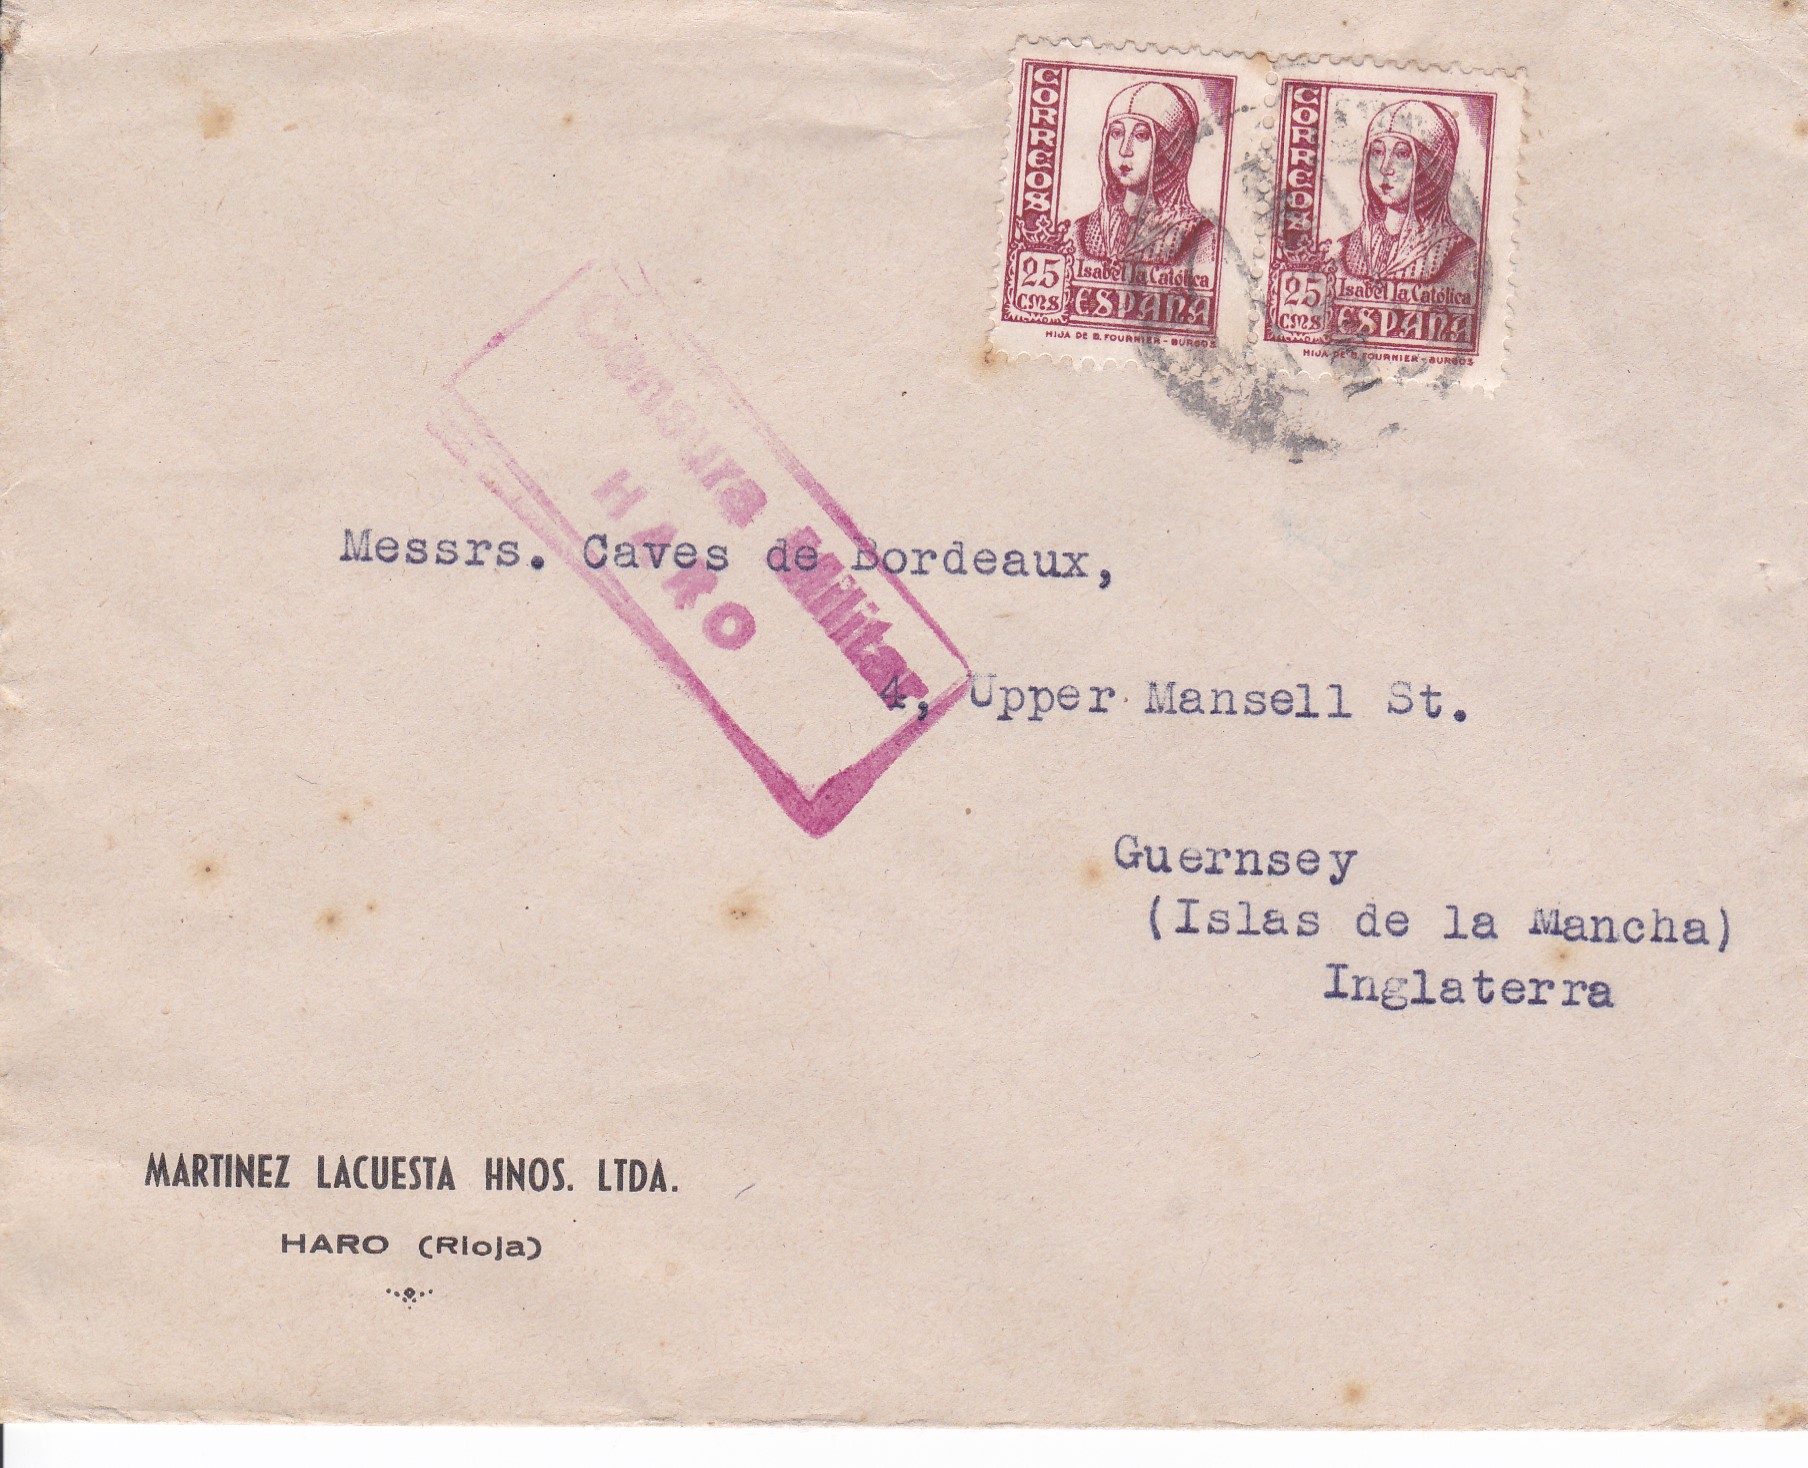 CORREOS
25 CMS
Isabel la Católica
ESPAÑA
HIJA DE B. FOURNIER - BURGOS
CORREOS
25 CMS
Isabel la Católica
ESPAÑA
HIJA DE B. FOURNIER - BURGOS
Censura Militar
HARO
Messrs. Caves de Bordeaux,
4, Upper Mansell St.
Guernsey
(Islas de la Mancha)
Inglaterra
MARTINEZ LACUESTA HNOS. LTDA.
HARO (Rioja)